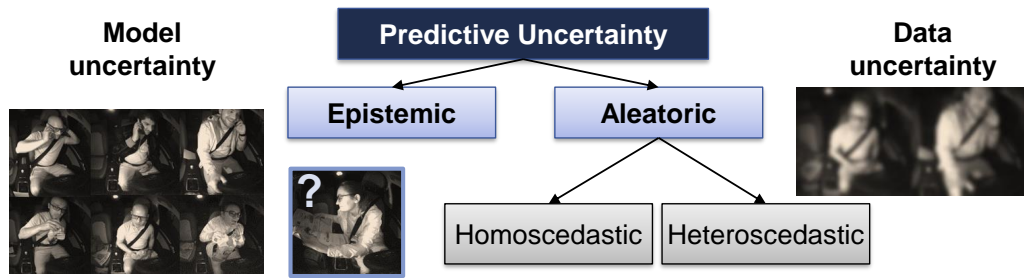 Model
uncertainty
Predictive Uncertainty
Data
uncertainty
Epistemic
Aleatoric
?
Homoscedastic
Heteroscedastic